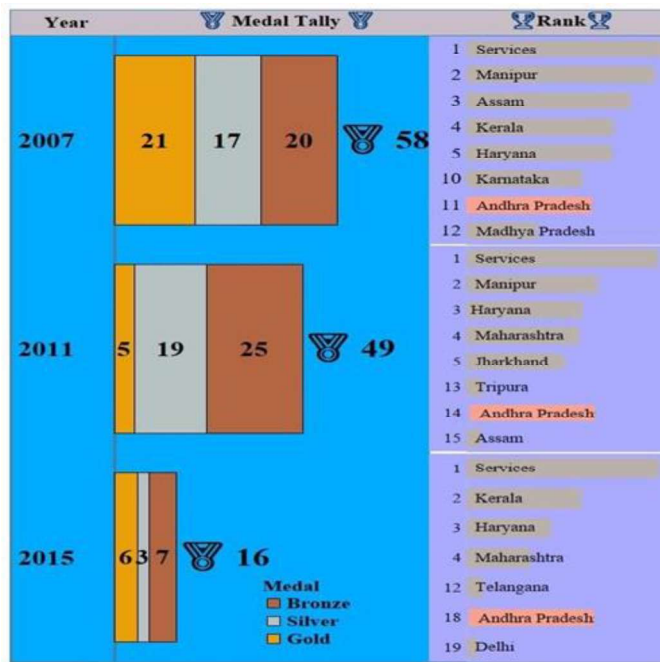 Year Medal Tally Rank
2007
21 17 20 58
1 Services
2 Manipur
3 Assam
4 Kerala
5 Haryana
10 Karnataka
11 Andhra Pradesh
12 Madhya Pradesh
2011
5 19 25 49
1 Services
2 Manipur
3 Haryana
4 Maharashtra
5 Jharkhand
13 Tripura
14 Andhra Pradesh
15 Assam
2015
6 3 7 16
1 Services
2 Kerala
3 Haryana
4 Maharashtra
12 Telangana
18 Andhra Pradesh
19 Delhi
Medal
Bronze
Silver
Gold